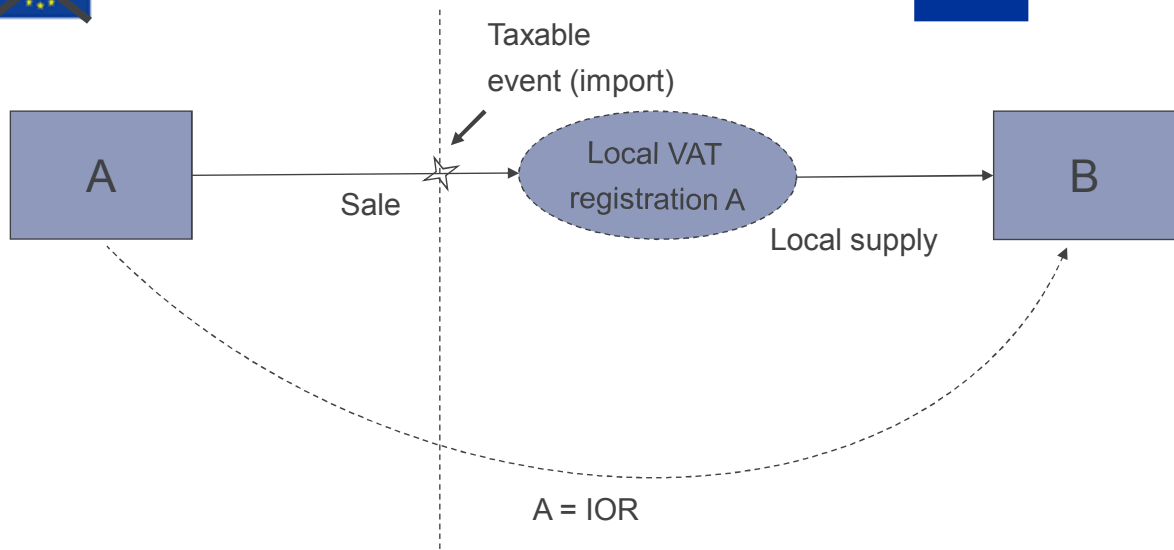 Taxable
event (import)
A
Sale
Local VAT
registration A
Local supply
B
A = IOR